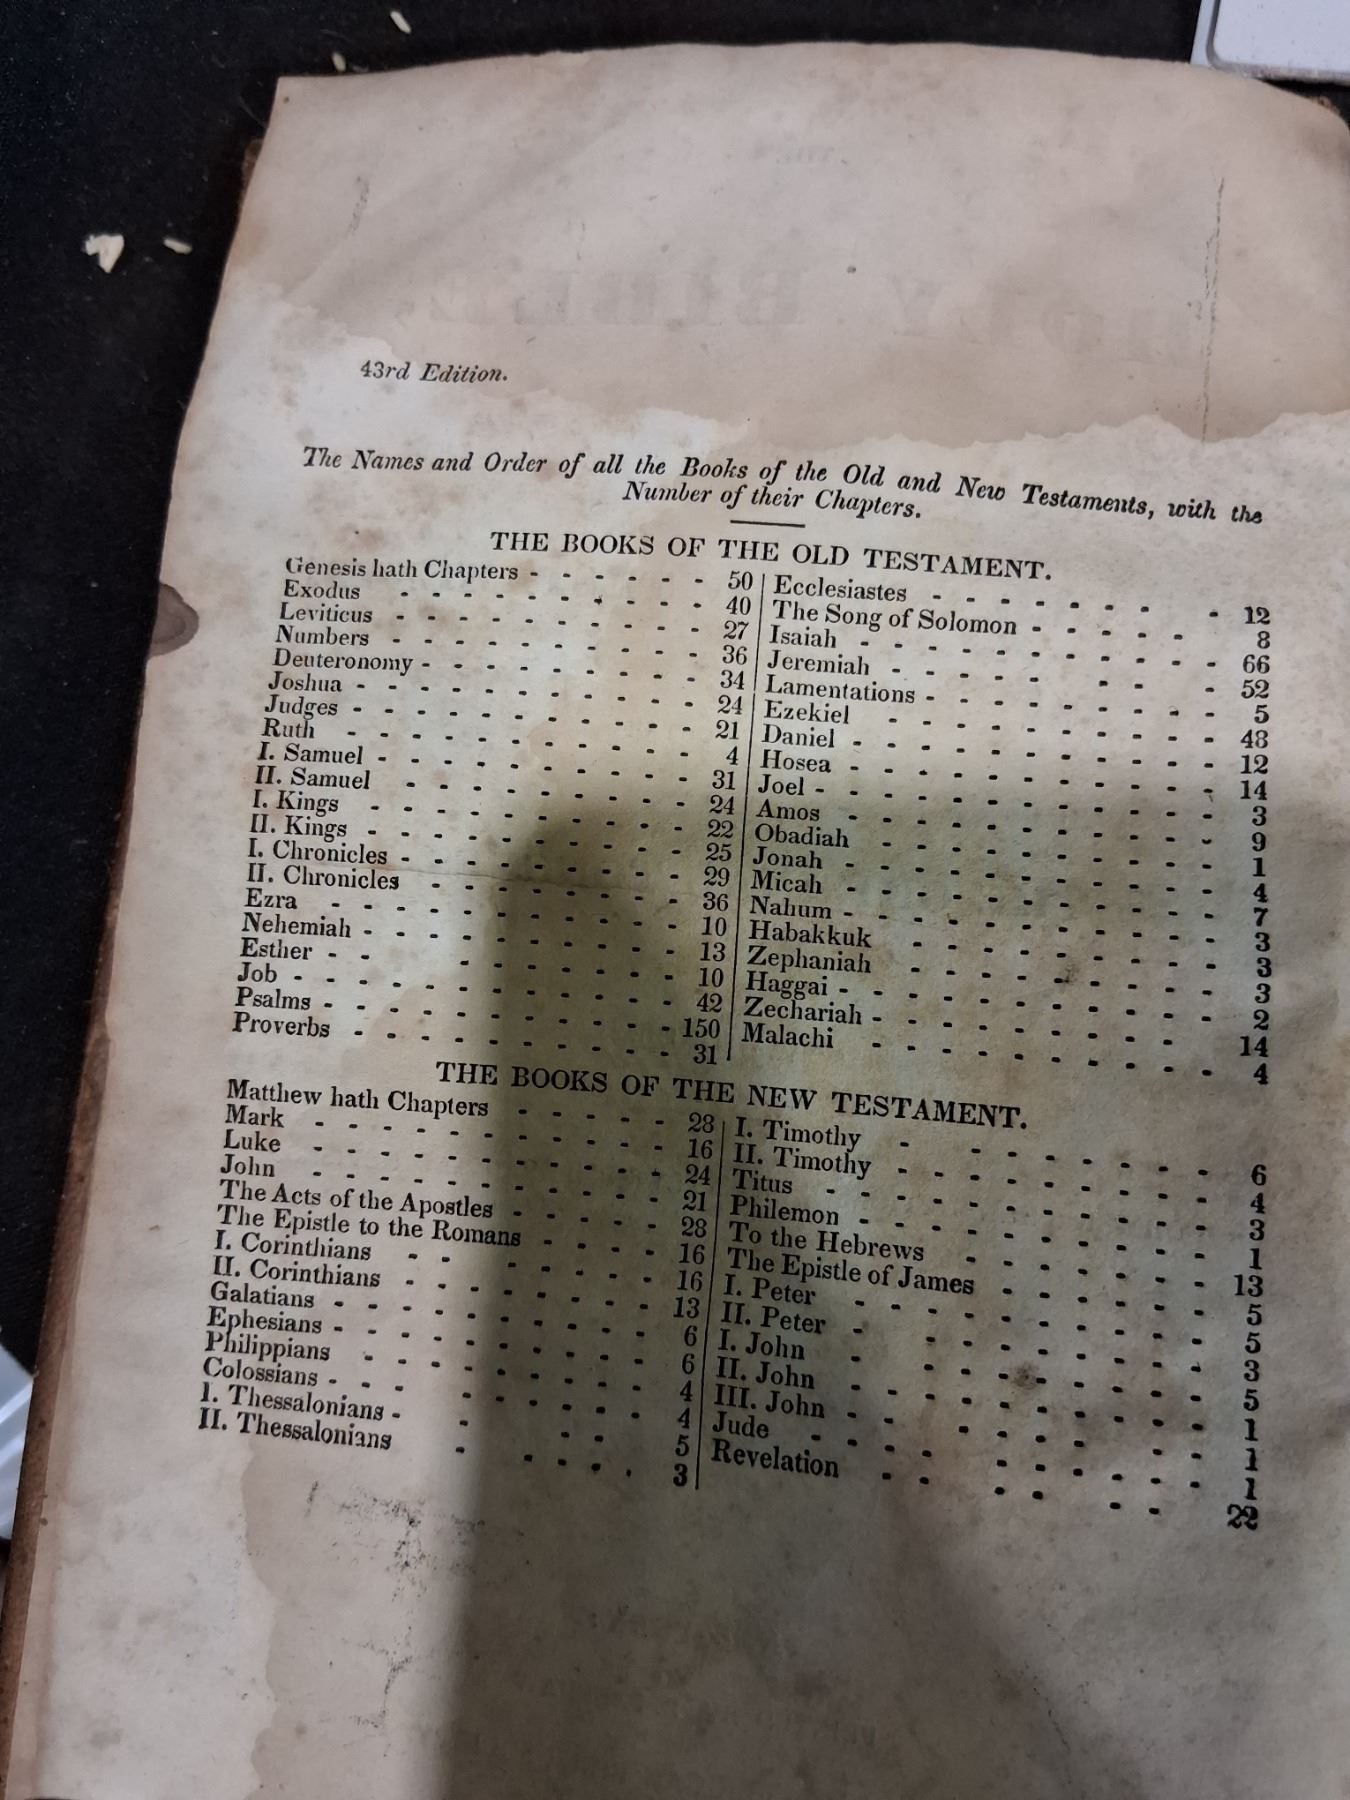 43rd Edition.
The Names and Order of all the Books of the Old and New Testaments, with the
Number of their Chapters.
THE BOOKS OF THE OLD TESTAMENT.
Genesis hath Chapters - - - - - - 50
Exodus - - - - - - - - - 40
Leviticus - - - - - - - - - 27
Numbers - - - - - - - - - 36
Deuteronomy - - - - - - - - - 34
Joshua - - - - - - - - - - 24
Judges - - - - - - - - - - 21
Ruth - - - - - - - - - - 4
I. Samuel - - - - - - - - - - 31
II. Samuel - - - - - - - - - 24
I. Kings - - - - - - - - - - 22
II. Kings - - - - - - - - - - 25
I. Chronicles - - - - - - - - - 29
II. Chronicles - - - - - - - - 36
Ezra - - - - - - - - - - 10
Nehemiah - - - - - - - - - - 13
Esther - - - - - - - - - 10
Job - - - - - - - - - - - - 42
Psalms - - - - - - - - - - - 150
Proverbs - - - - - - - - - - 31
Ecclesiastes - - - - - - - - 12
The Song of Solomon - - - - - 8
Isaiah - - - - - - - - - - - 66
Jeremiah - - - - - - - - 52
Lamentations - - - - - - - - - 5
Ezekiel - - - - - - - - - - 48
Daniel - - - - - - - - - - - 12
Hosea - - - - - - - - - - - 14
Joel - - - - - - - - - - - - 3
Amos - - - - - - - - - - - 9
Obadiah - - - - - - - - - - 1
Jonah - - - - - - - - - - - 4
Micah - - - - - - - - - - - 7
Nahum - - - - - - - - - - - 3
Habakkuk - - - - - - - - - 3
Zephaniah - - - - - - - - - 3
Haggai - - - - - - - - - - - 2
Zechariah - - - - - - - - - - 14
Malachi - - - - - - - - - - 4
THE BOOKS OF THE NEW TESTAMENT.
Matthew hath Chapters - - - - - 28
Mark - - - - - - - - - - - 16
Luke - - - - - - - - - - - 24
John - - - - - - - - - - - 21
The Acts of the Apostles - - - - - 28
The Epistle to the Romans - - - - 16
I. Corinthians - - - - - - - - 16
II. Corinthians - - - - - - - - 13
Galatians - - - - - - - - - - 6
Ephesians - - - - - - - - - - 6
Philippians - - - - - - - - - 4
Colossians - - - - - - - - - 4
I. Thessalonians - - - - 5
II. Thessalonians - - - - - 3
I. Timothy - - - - - - - - - 6
II. Timothy - - - - - - - - - 4
Titus - - - - - - - - - - - 3
Philemon - - - - - - - - - - 1
To the Hebrews - - - - - - - 13
The Epistle of James - - - - - - 5
I. Peter - - - - - - - - - - 5
II. Peter - - - - - - - - - 3
I. John - - - - - - - - - 5
II. John - - - - - - - - - - 1
III. John - - - - - - - - - 1
Jude - - - - - - - - - - 1
Revelation - - - - - - 22